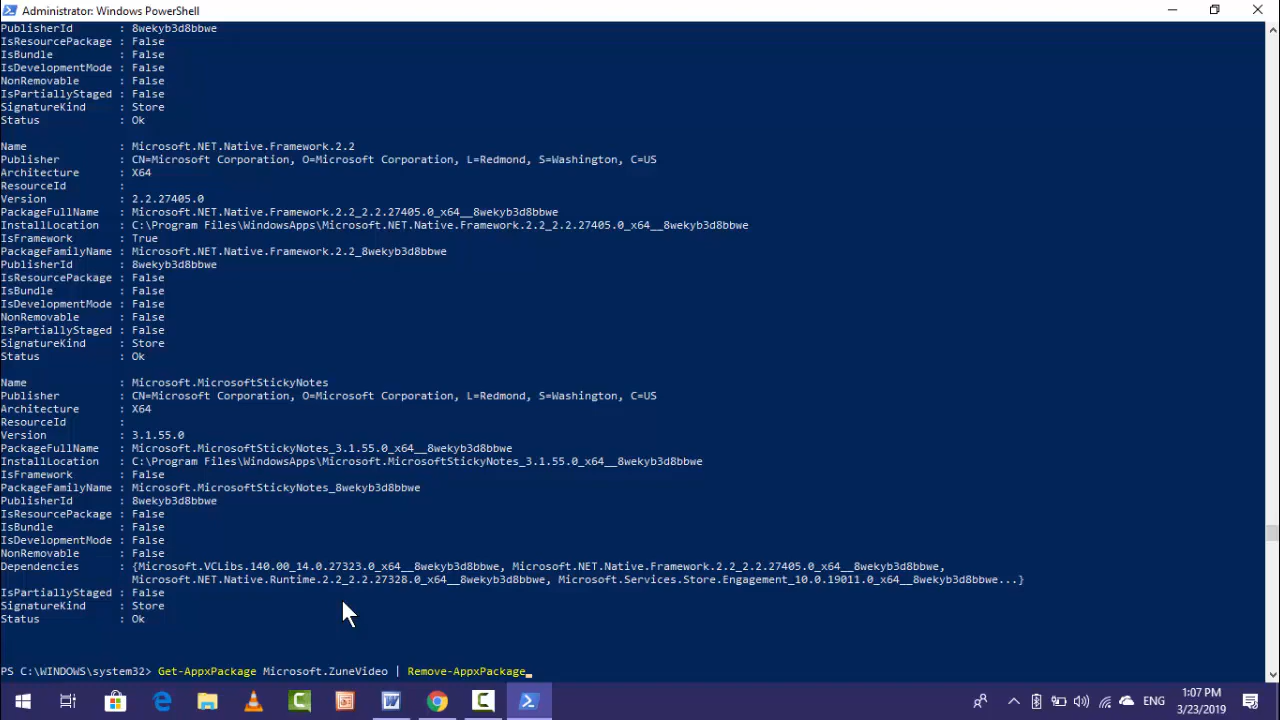 Administrator: Windows PowerShell
PublisherId : 8wekyb3d8bbwe
IsResourcePackage : False
IsBundle : False
IsDevelopmentMode : False
NonRemovable : False
IsPartiallyStaged : False
SignatureKind : Store
Status : Ok
Name : Microsoft.NET.Native.Framework.2.2
Publisher : CN=Microsoft Corporation, O=Microsoft Corporation, L=Redmond, S=Washington, C=US
Architecture : X64
ResourceId :
Version : 2.2.27405.0
PackageFullName : Microsoft.NET.Native.Framework.2.2_2.2.27405.0_x64__8wekyb3d8bbwe
InstallLocation : C:\Program Files\WindowsApps\Microsoft.NET.Native.Framework.2.2_2.2.27405.0_x64__8wekyb3d8bbwe
IsFramework : True
PackageFamilyName : Microsoft.NET.Native.Framework.2.2_8wekyb3d8bbwe
PublisherId : 8wekyb3d8bbwe
IsResourcePackage : False
IsBundle : False
IsDevelopmentMode : False
NonRemovable : False
IsPartiallyStaged : False
SignatureKind : Store
Status : Ok
Name : Microsoft.MicrosoftStickyNotes
Publisher : CN=Microsoft Corporation, O=Microsoft Corporation, L=Redmond, S=Washington, C=US
Architecture : X64
ResourceId :
Version : 3.1.55.0
PackageFullName : Microsoft.MicrosoftStickyNotes_3.1.55.0_x64__8wekyb3d8bbwe
InstallLocation : C:\Program Files\WindowsApps\Microsoft.MicrosoftStickyNotes_3.1.55.0_x64__8wekyb3d8bbwe
IsFramework : False
PackageFamilyName : Microsoft.MicrosoftStickyNotes_8wekyb3d8bbwe
PublisherId : 8wekyb3d8bbwe
IsResourcePackage : False
IsBundle : False
IsDevelopmentMode : False
NonRemovable : False
Dependencies : {Microsoft.VCLibs.140.00_14.0.27323.0_x64__8wekyb3d8bbwe, Microsoft.NET.Native.Framework.2.2_2.2.27405.0_x64__8wekyb3d8bbwe,
Microsoft.NET.Native.Runtime.2.2_2.2.27328.0_x64__8wekyb3d8bbwe, Microsoft.Services.Store.Engagement_10.0.19011.0_x64__8wekyb3d8bbwe...}
IsPartiallyStaged : False
SignatureKind : Store
Status : Ok
PS C:\WINDOWS\system32> Get-AppxPackage Microsoft.ZuneVideo | Remove-AppxPackage_
ENG
1:07 PM
3/23/2019